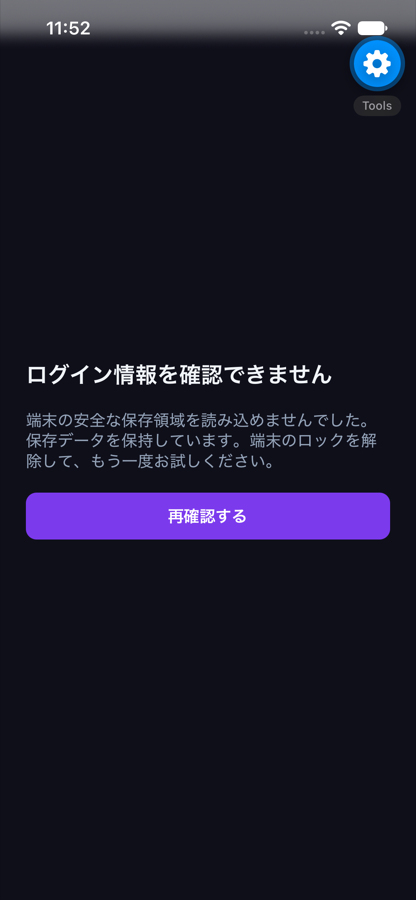 11:52
Tools
ログイン情報を確認できません
端末の安全な保存領域を読み込めませんでした。
保存データを保持しています。端末のロックを解
除して、もう一度お試しください。
再確認する